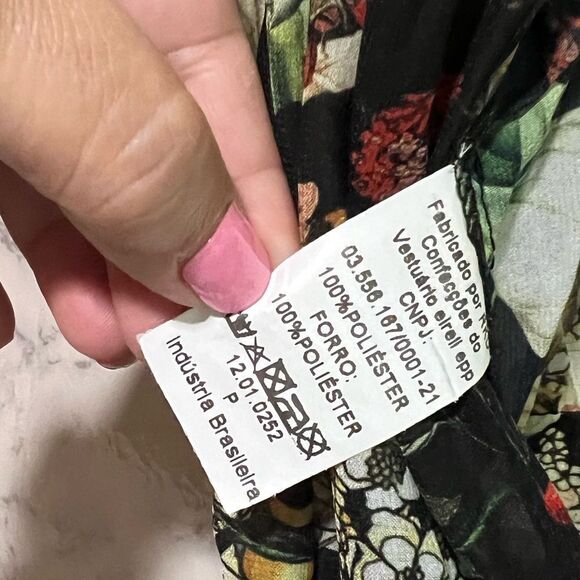 Fabricado por
Confecções do
Vestuário eireli epp
CNPJ:
03.556.167/0001-21
100%POLIÉSTER
FORRO:
100%POLIÉSTER
12.01.0252
P
Indústria Brasileira